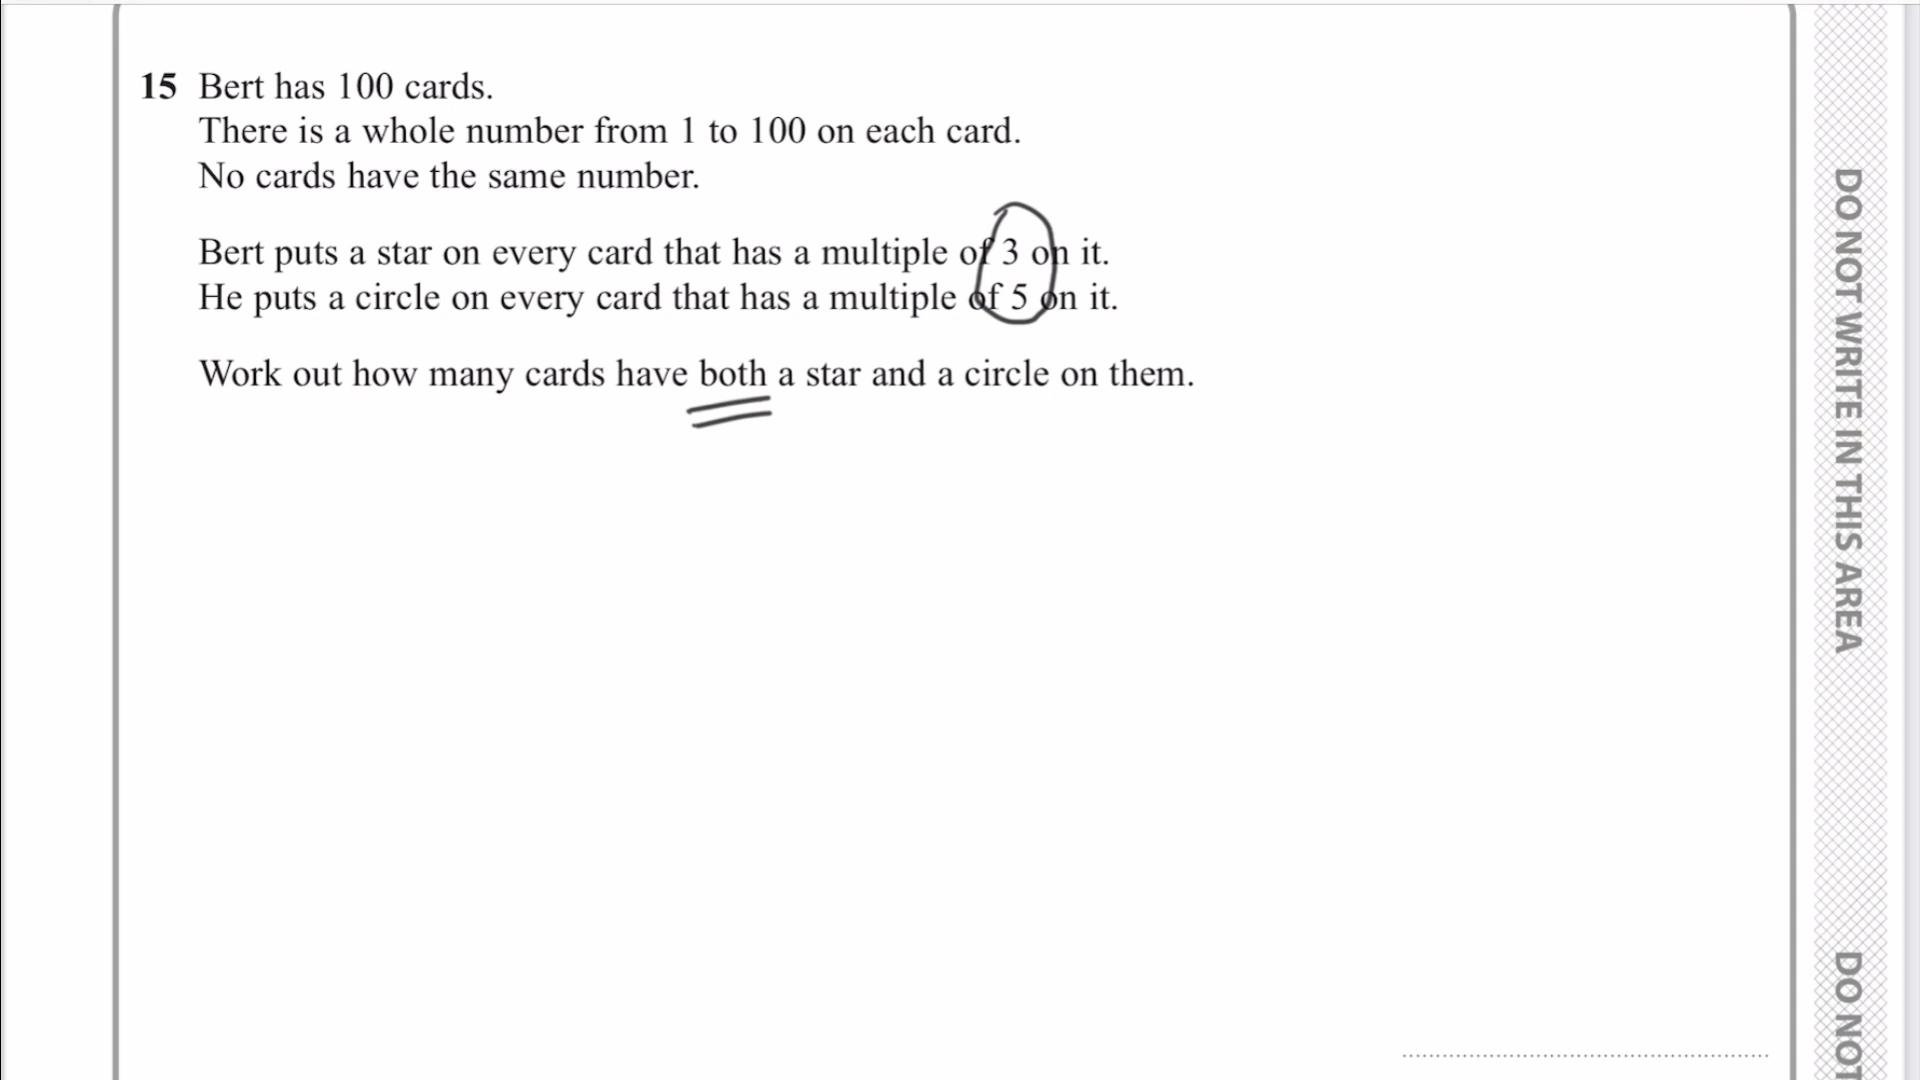 15 Bert has 100 cards.
There is a whole number from 1 to 100 on each card.
No cards have the same number.
Bert puts a star on every card that has a multiple of 3 on it.
He puts a circle on every card that has a multiple of 5 on it.
Work out how many cards have both a star and a circle on them.
DO NOT WRITE IN THIS AREA
DO NOT